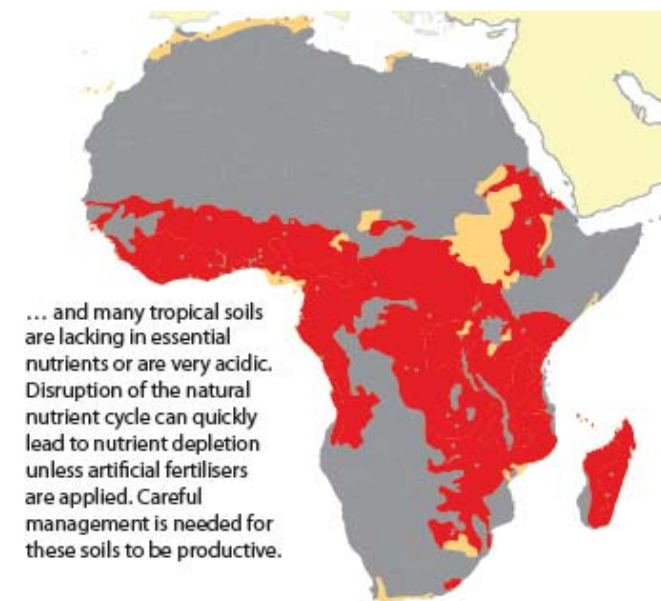 … and many tropical soils
are lacking in essential
nutrients or are very acidic.
Disruption of the natural
nutrient cycle can quickly
lead to nutrient depletion
unless artificial fertilisers
are applied. Careful
management is needed for
these soils to be productive.